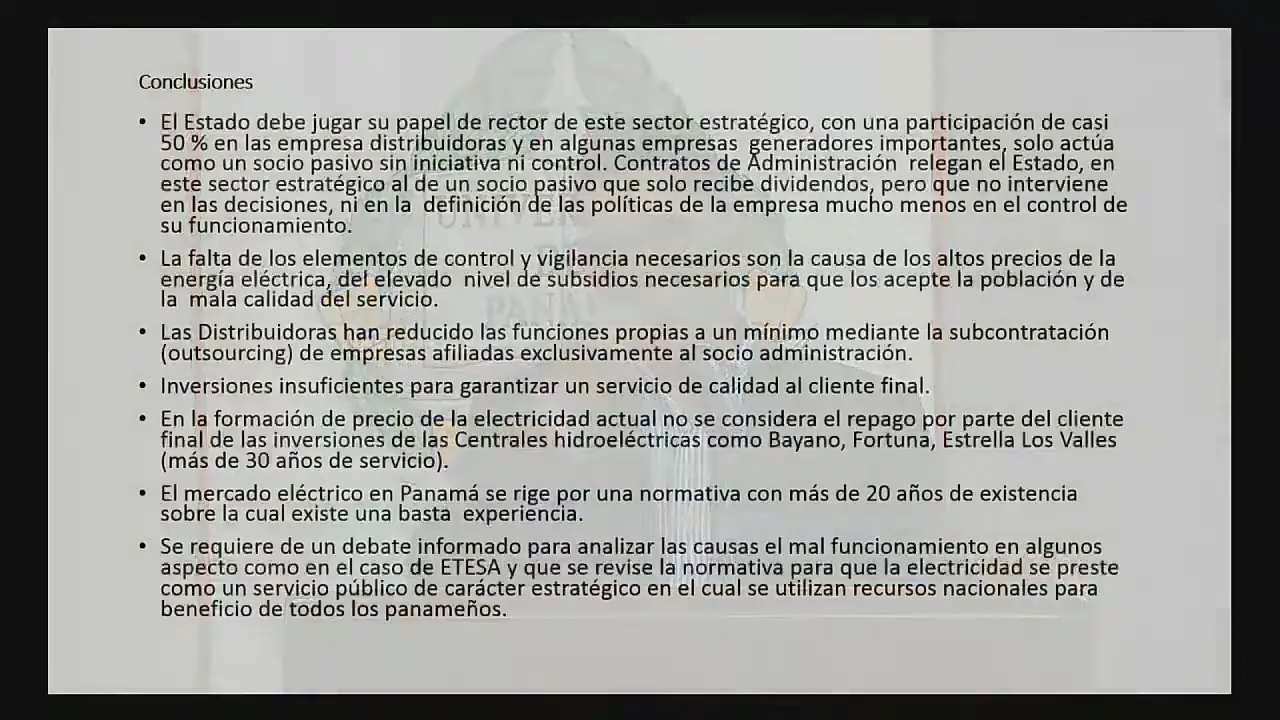 Conclusiones
• El Estado debe jugar su papel de rector de este sector estratégico, con una participación de casi
50 % en las empresa distribuidoras y en algunas empresas generadores importantes, solo actúa
como un socio pasivo sin iniciativa ni control. Contratos de Administración relegan el Estado, en
este sector estratégico al de un socio pasivo que solo recibe dividendos, pero que no interviene
en las decisiones, ni en la definición de las políticas de la empresa mucho menos en el control de
su funcionamiento.
• La falta de los elementos de control y vigilancia necesarios son la causa de los altos precios de la
energía eléctrica, del elevado nivel de subsidios necesarios para que los acepte la población y de
la mala calidad del servicio.
• Las Distribuidoras han reducido las funciones propias a un mínimo mediante la subcontratación
(outsourcing) de empresas afiliadas exclusivamente al socio administración.
• Inversiones insuficientes para garantizar un servicio de calidad al cliente final.
• En la formación de precio de la electricidad actual no se considera el repago por parte del cliente
final de las inversiones de las Centrales hidroeléctricas como Bayano, Fortuna, Estrella Los Valles
(más de 30 años de servicio).
• El mercado eléctrico en Panamá se rige por una normativa con más de 20 años de existencia
sobre la cual existe una basta experiencia.
• Se requiere de un debate informado para analizar las causas el mal funcionamiento en algunos
aspecto como en el caso de ETESA y que se revise la normativa para que la electricidad se preste
como un servicio público de carácter estratégico en el cual se utilizan recursos nacionales para
beneficio de todos los panameños.
UNIVER
PANA